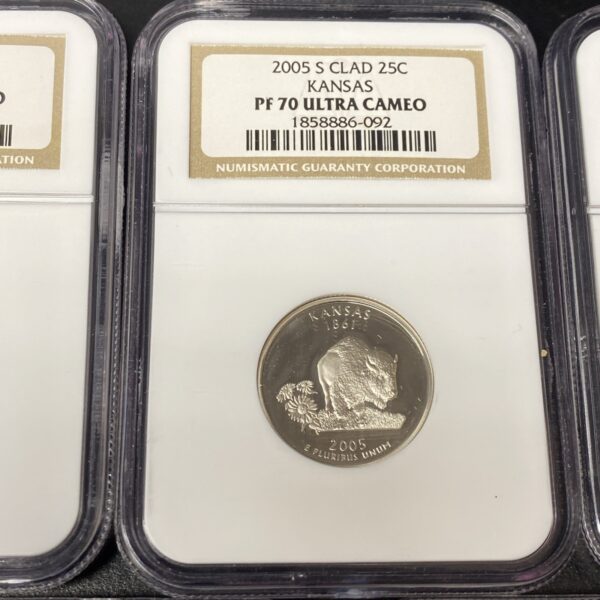 2005 S CLAD 25C
KANSAS
PF 70 ULTRA CAMEO
1858886-092
NUMISMATIC GUARANTY CORPORATION
KANSAS
1861
2005
E PLURIBUS UNUM